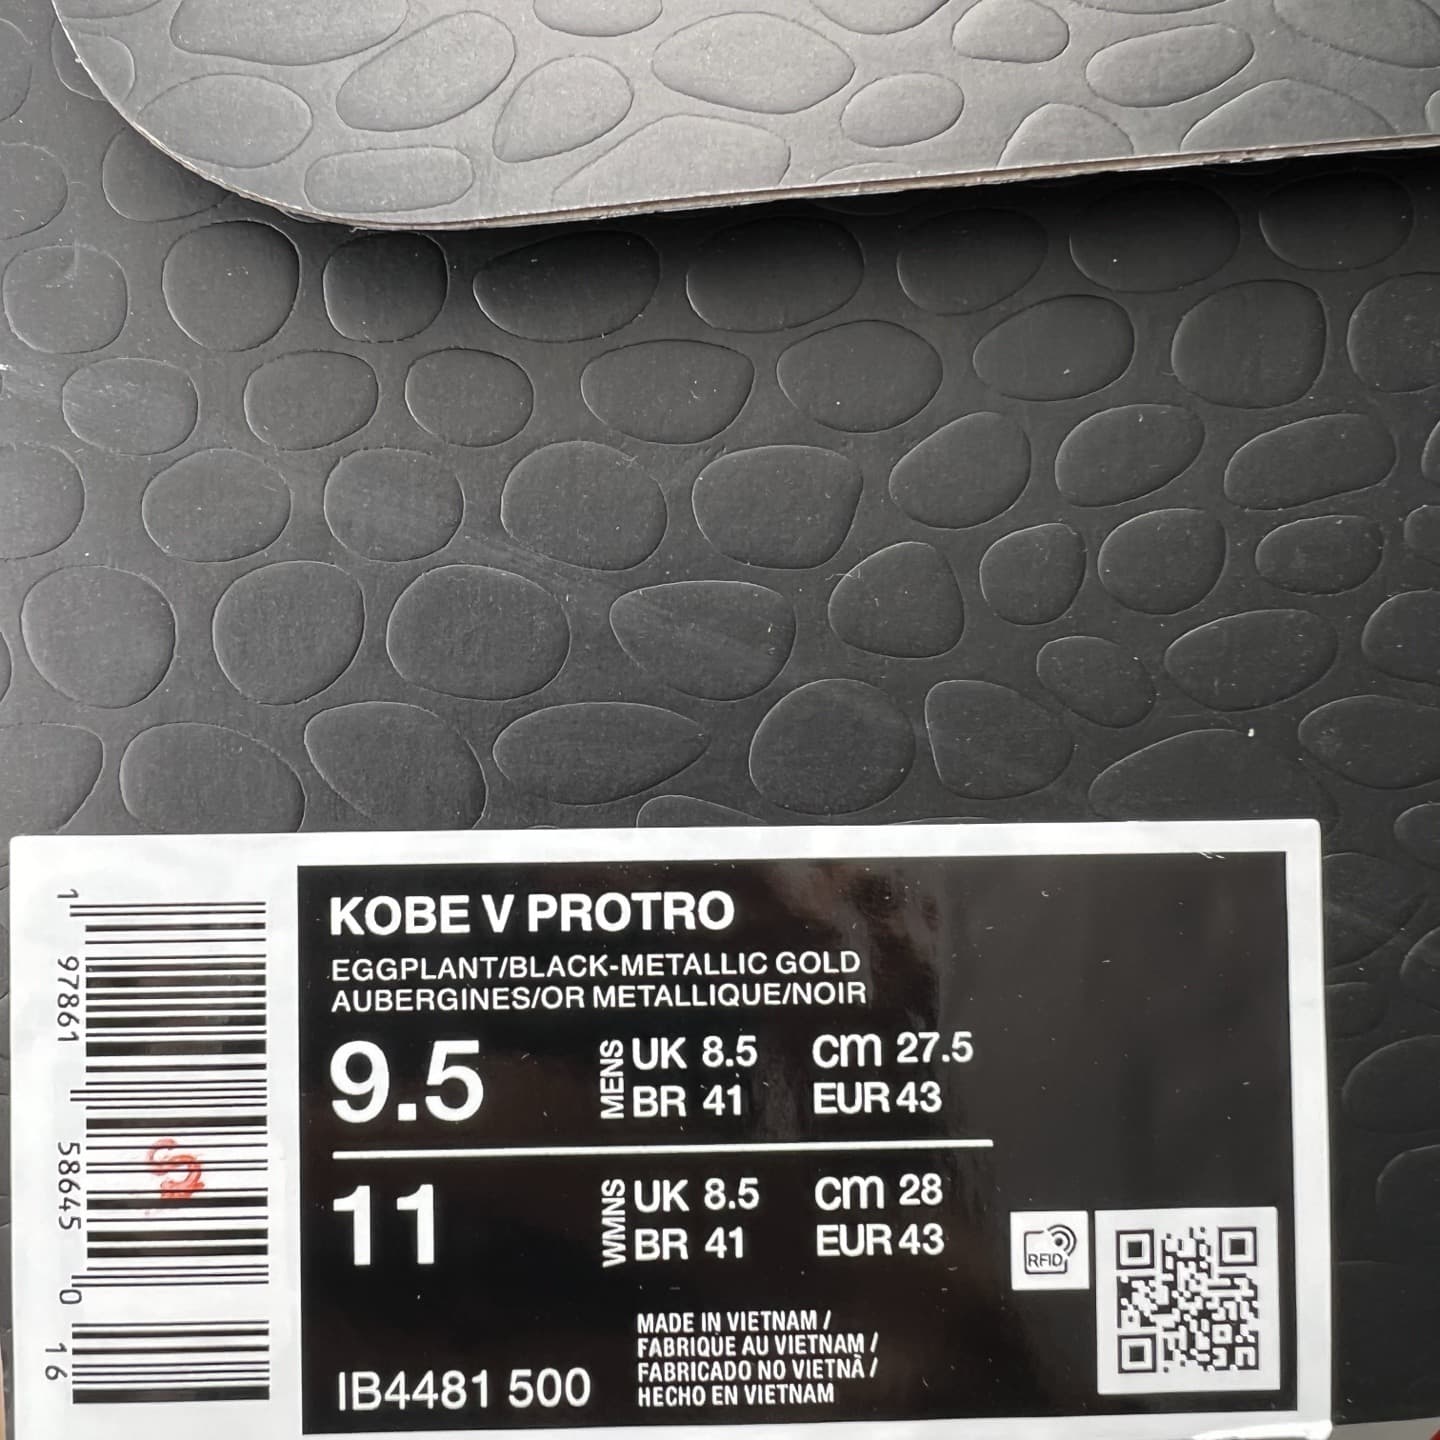 KOBE V PROTRO
EGGPLANT/BLACK-METALLIC GOLD
AUBERGINES/OR METALLIQUE/NOIR
9.5
MENS
UK 8.5 cm 27.5
BR 41 EUR 43
11
WMNS
UK 8.5 cm 28
BR 41 EUR 43
RFID
IB4481 500
MADE IN VIETNAM /
FABRIQUE AU VIETNAM /
FABRICADO NO VIETNÃ /
HECHO EN VIETNAM
1 97861 58645 0 16